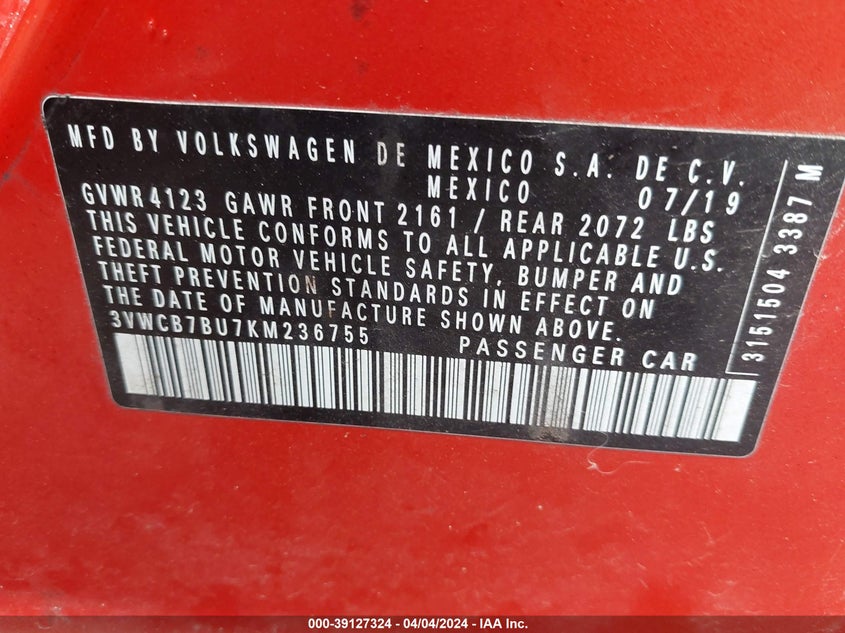 MFD BY VOLKSWAGEN DE MEXICO S.A. DE C.V.
MEXICO 07/19
GVWR 4123 GAWR FRONT 2161 / REAR 2072 LBS
THIS VEHICLE CONFORMS TO ALL APPLICABLE U.S.
FEDERAL MOTOR VEHICLE SAFETY, BUMPER AND
THEFT PREVENTION STANDARDS IN EFFECT ON
THE DATE OF MANUFACTURE SHOWN ABOVE.
3VWCB7BU7KM236755 PASSENGER CAR
3151504 3387 M
000-39127324 - 04/04/2024 - IAA Inc.